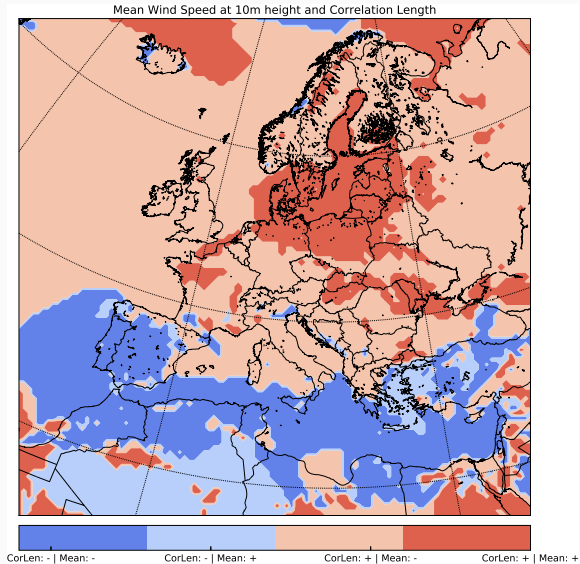 Mean Wind Speed at 10m height and Correlation Length
CorLen: - | Mean: - CorLen: - | Mean: + CorLen: + | Mean: - CorLen: + | Mean: +